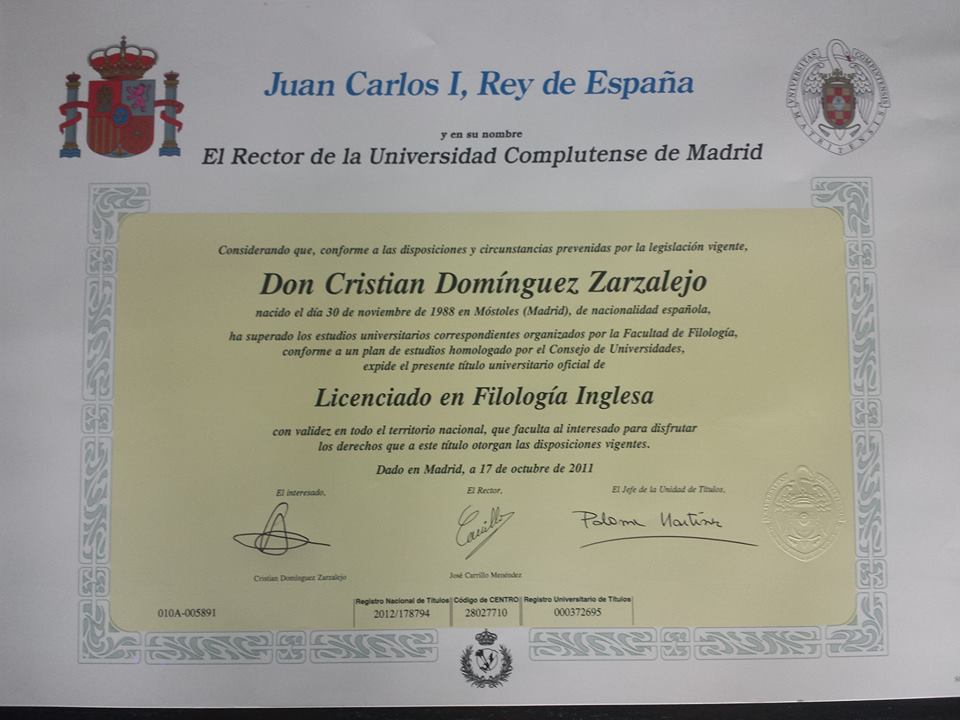 Juan Carlos I, Rey de España
y en su nombre
El Rector de la Universidad Complutense de Madrid
UNIVERSITAS COMPLUTENSIS MATRITENSIS
Considerando que, conforme a las disposiciones y circunstancias prevenidas por la legislación vigente,
Don Cristian Domínguez Zarzalejo
nacido el día 30 de noviembre de 1988 en Móstoles (Madrid), de nacionalidad española,
ha superado los estudios universitarios correspondientes organizados por la Facultad de Filología,
conforme a un plan de estudios homologado por el Consejo de Universidades,
expide el presente título universitario oficial de
Licenciado en Filología Inglesa
con validez en todo el territorio nacional, que faculta al interesado para disfrutar
los derechos que a este título otorgan las disposiciones vigentes.
Dado en Madrid, a 17 de octubre de 2011
El interesado, El Rector, El Jefe de la Unidad de Títulos,
Carrillo Paloma Martínez
Cristian Domínguez Zarzalejo José Carrillo Menéndez
Registro Nacional de Títulos Código de CENTRO Registro Universitario de Títulos
010A-005891 2012/178794 28027710 000372695